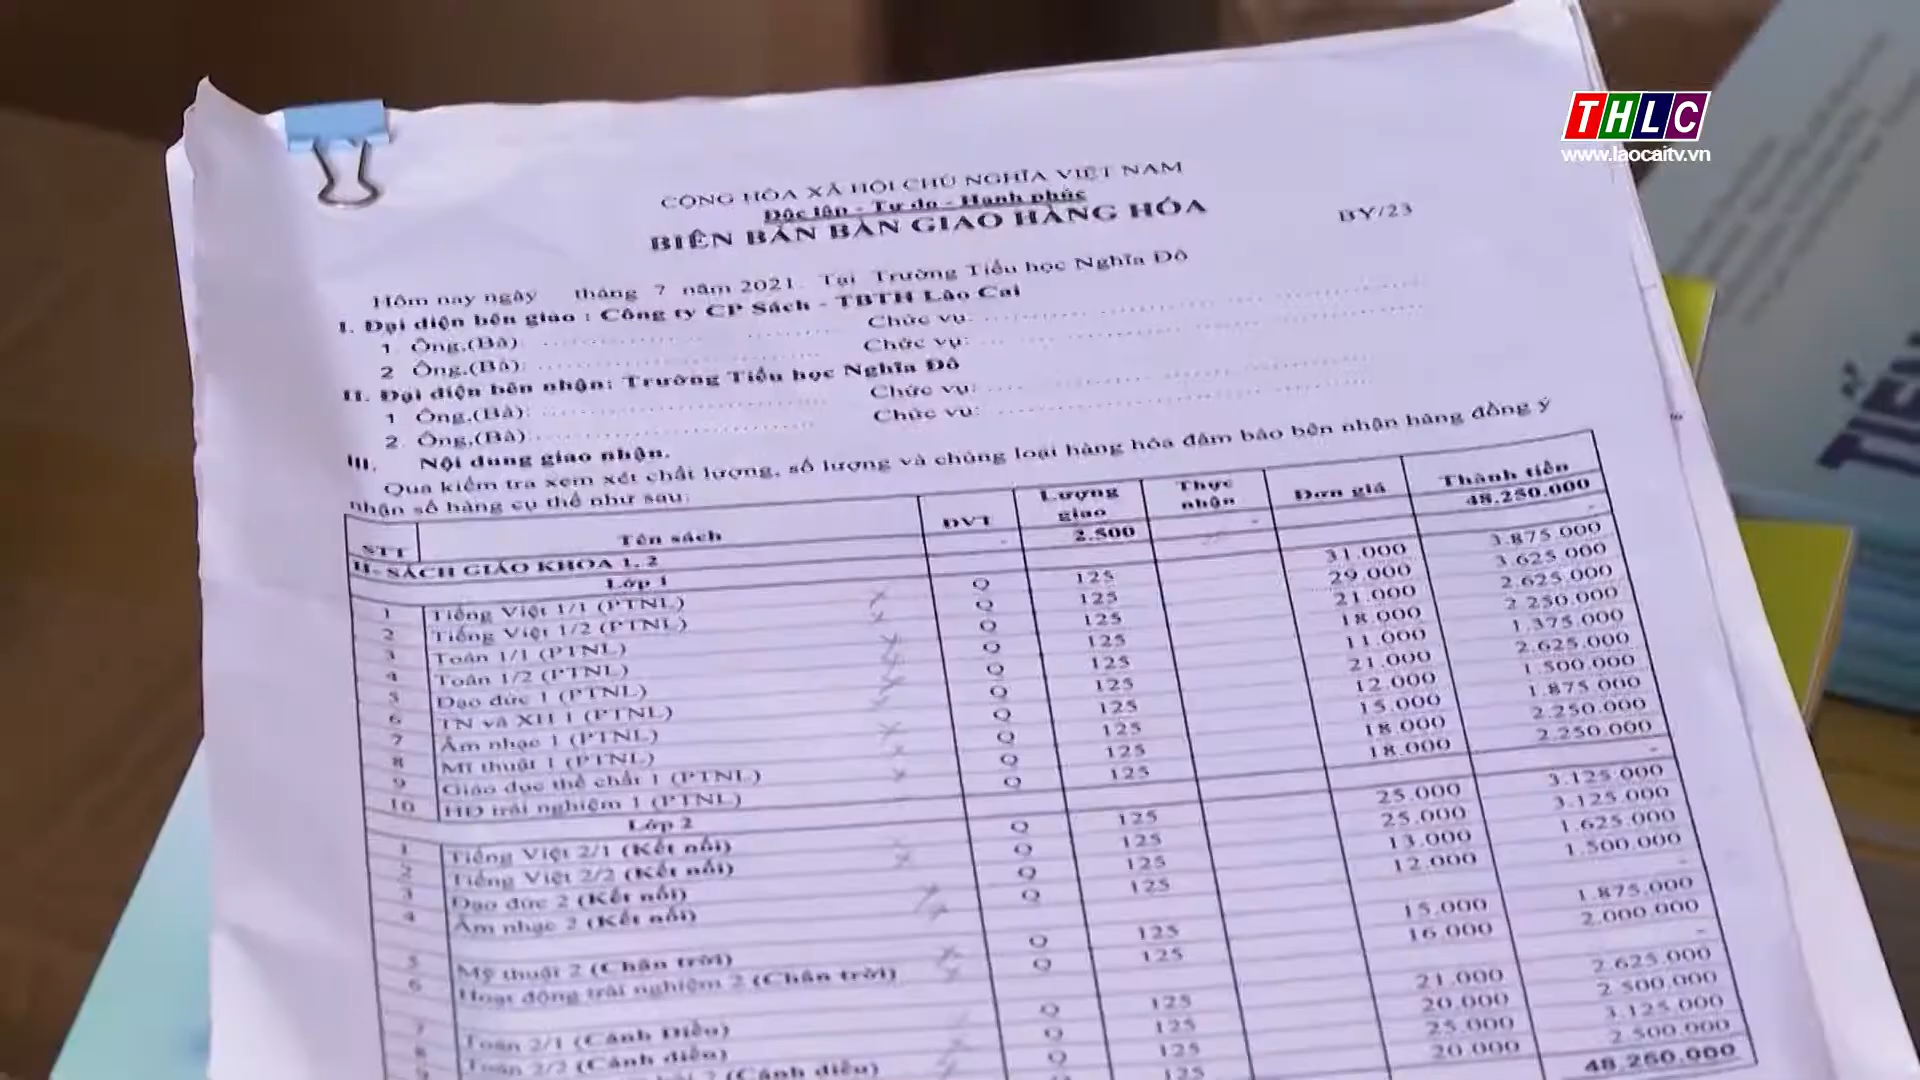 THLC
www.laocaitv.vn
CỘNG HÒA XÃ HỘI CHỦ NGHĨA VIỆT NAM
Độc lập - Tự do - Hạnh phúc
BIÊN BẢN BÀN GIAO HÀNG HÓA
BY/23
Hôm nay ngày tháng 7 năm 2021. Tại Trường Tiểu học Nghĩa Đô
I. Đại diện bên giao : Công ty CP Sách - TBTH Lào Cai
1 Ông,(Bà) Chức vụ:
2 Ông,(Bà): Chức vụ:
II. Đại diện bên nhận: Trường Tiểu học Nghĩa Đô
1 Ông,(Bà): Chức vụ:
2. Ông,(Bà) Chức vụ:
III. Nội dung giao nhận.
Qua kiểm tra xem xét chất lượng, số lượng và chủng loại hàng hóa đảm bảo bên nhận hàng đồng ý
nhận số hàng cụ thể như sau:
STT Tên sách ĐVT Lượng giao Thực nhận Đơn giá Thành tiền
II- SÁCH GIÁO KHOA 1, 2 2.500 48.250.000
Lớp 1 -
1 Tiếng Việt 1/1 (PTNL) Q 125 31.000 3.875.000
2 Tiếng Việt 1/2 (PTNL) Q 125 29.000 3.625.000
3 Toán 1/1 (PTNL) Q 125 21.000 2.625.000
4 Toán 1/2 (PTNL) Q 125 18.000 2.250.000
5 Đạo đức 1 (PTNL) Q 125 11.000 1.375.000
6 TN và XH 1 (PTNL) Q 125 21.000 2.625.000
7 Âm nhạc 1 (PTNL) Q 125 12.000 1.500.000
8 Mĩ thuật 1 (PTNL) Q 125 15.000 1.875.000
9 Giáo dục thể chất 1 (PTNL) Q 125 18.000 2.250.000
10 HĐ trải nghiệm 1 (PTNL) Q 125 18.000 2.250.000
Lớp 2 -
1 Tiếng Việt 2/1 (Kết nối) Q 125 25.000 3.125.000
2 Tiếng Việt 2/2 (Kết nối) Q 125 25.000 3.125.000
3 Đạo đức 2 (Kết nối) Q 125 13.000 1.625.000
4 Âm nhạc 2 (Kết nối) Q 125 12.000 1.500.000
-
5 Mỹ thuật 2 (Chân trời) Q 125 15.000 1.875.000
6 Hoạt động trải nghiệm 2 (Chân trời) Q 125 16.000 2.000.000
-
7 Toán 2/1 (Cánh Diều) Q 125 21.000 2.625.000
8 Toán 2/2 (Cánh diều) Q 125 20.000 2.500.000
9 2 (Cánh diều) Q 125 25.000 3.125.000
125 20.000 2.500.000
48.250.000